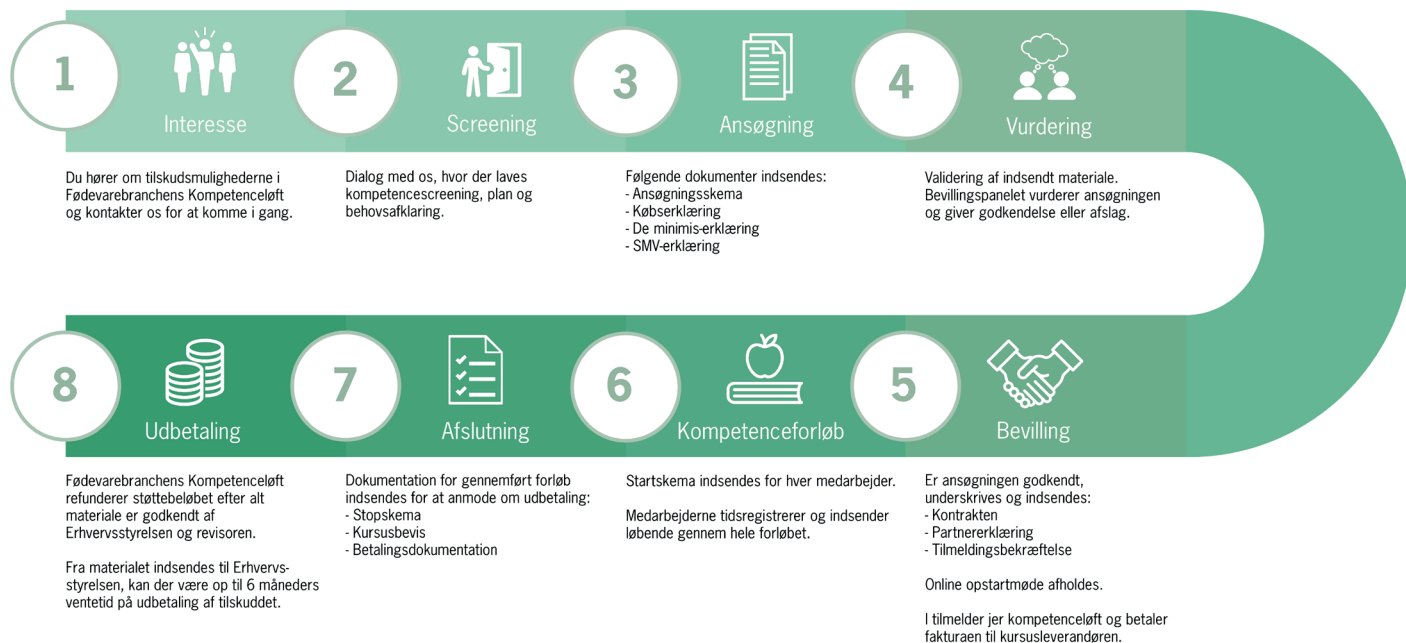 1
Interesse
Du hører om tilskudsmulighederne i
Fødevarebranchens Kompetenceløft
og kontakter os for at komme i gang.
2
Screening
Dialog med os, hvor der laves
kompetencescreening, plan og
behovsafklaring.
3
Ansøgning
Følgende dokumenter indsendes:
- Ansøgningsskema
- Købserklæring
- De minimis-erklæring
- SMV-erklæring
4
Vurdering
Validering af indsendt materiale.
Bevillingspanelet vurderer ansøgningen
og giver godkendelse eller afslag.
5
Bevilling
Er ansøgningen godkendt,
underskrives og indsendes:
- Kontrakten
- Partnererklæring
- Tilmeldingsbekræftelse
Online opstartmøde afholdes.
I tilmelder jer kompetenceløft og betaler
fakturaen til kursusleverandøren.
6
Kompetenceforløb
Startskema indsendes for hver medarbejder.
Medarbejderne tidsregistrerer og indsender
løbende gennem hele forløbet.
7
Afslutning
Dokumentation for gennemført forløb
indsendes for at anmode om udbetaling:
- Stopskema
- Kursusbevis
- Betalingsdokumentation
8
Udbetaling
Fødevarebranchens Kompetenceløft
refunderer støttebeløbet efter alt
materiale er godkendt af
Erhvervsstyrelsen og revisoren.
Fra materialet indsendes til Erhvervs-
styrelsen, kan der være op til 6 måneders
ventetid på udbetaling af tilskuddet.